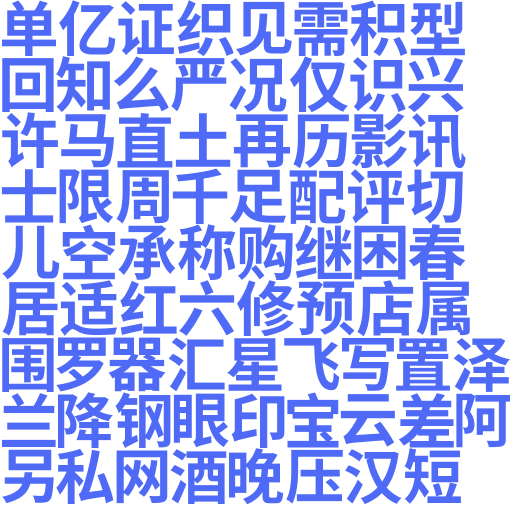 单亿证织见需积型
回知么严况仅识兴
许马直土再历影讯
士限周千足配评切
儿空承称购继困春
居适红六修预店属
围罗器汇星飞写置泽
兰降钢眼印宝云差阿
另私网酒晚压汉短